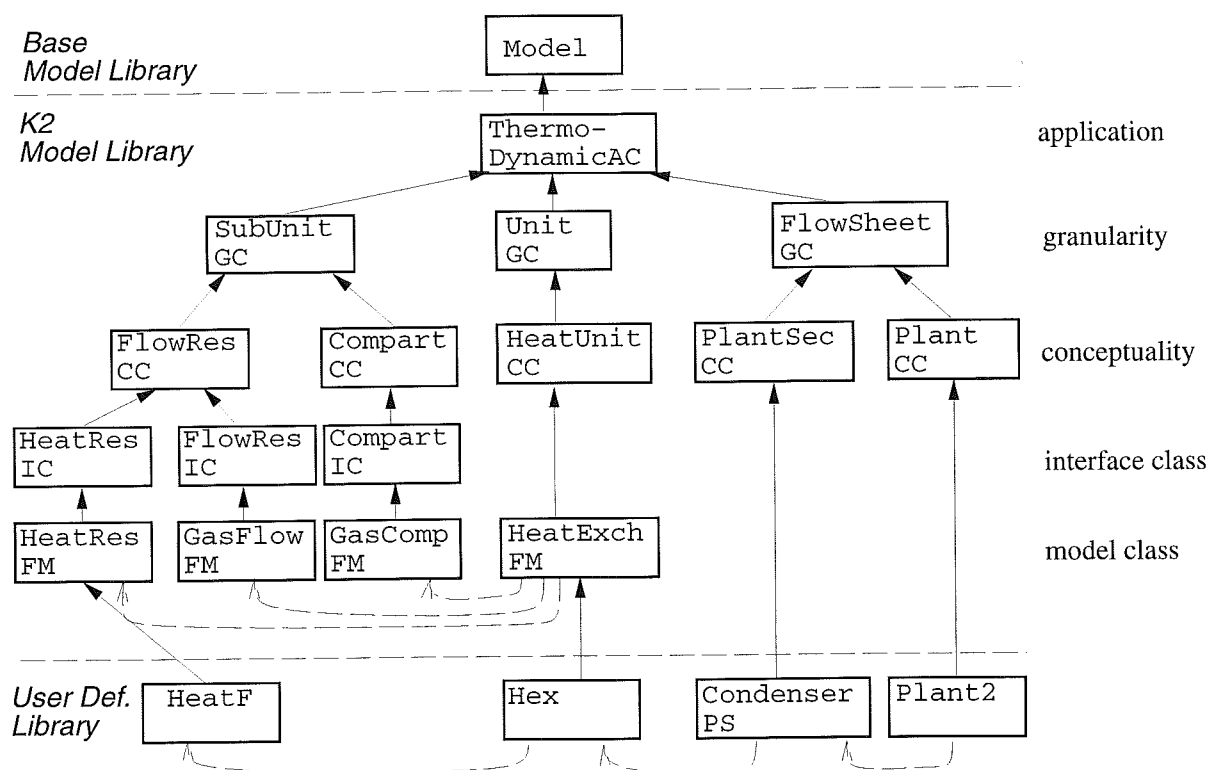 Base
Model Library
Model
K2
Model Library
Thermo-
DynamicAC
application
SubUnit
GC
Unit
GC
FlowSheet
GC
granularity
FlowRes
CC
Compart
CC
HeatUnit
CC
PlantSec
CC
Plant
CC
conceptuality
HeatRes
IC
FlowRes
IC
Compart
IC
interface class
HeatRes
FM
GasFlow
FM
GasComp
FM
HeatExch
FM
model class
User Def.
Library
HeatF
Hex
Condenser
PS
Plant2